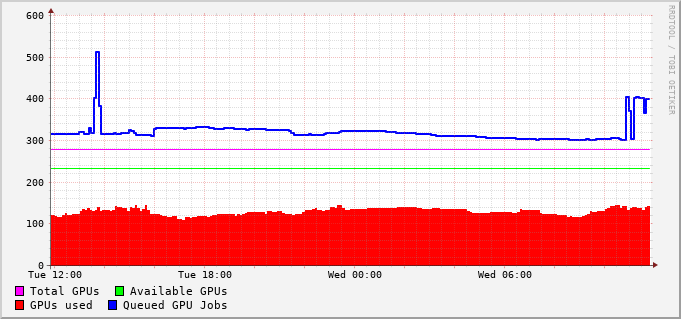 600
500
400
300
200
100
0
Tue 12:00 Tue 18:00 Wed 00:00 Wed 06:00
Total GPUs Available GPUs
GPUs used Queued GPU Jobs
RRDTOOL / TOBI OETIKER